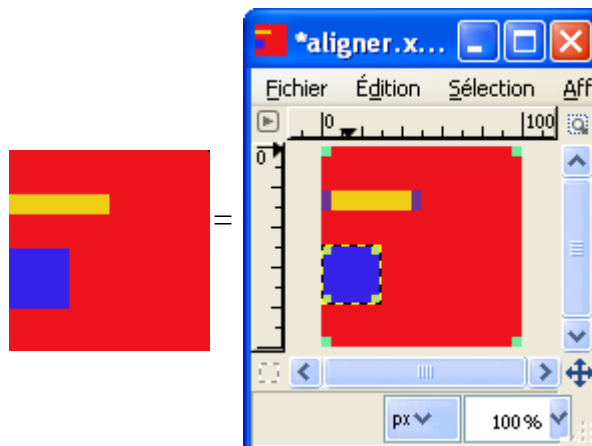 *aligner.x...
Fichier Édition Sélection Aff
0 100
0
=
px 100 %